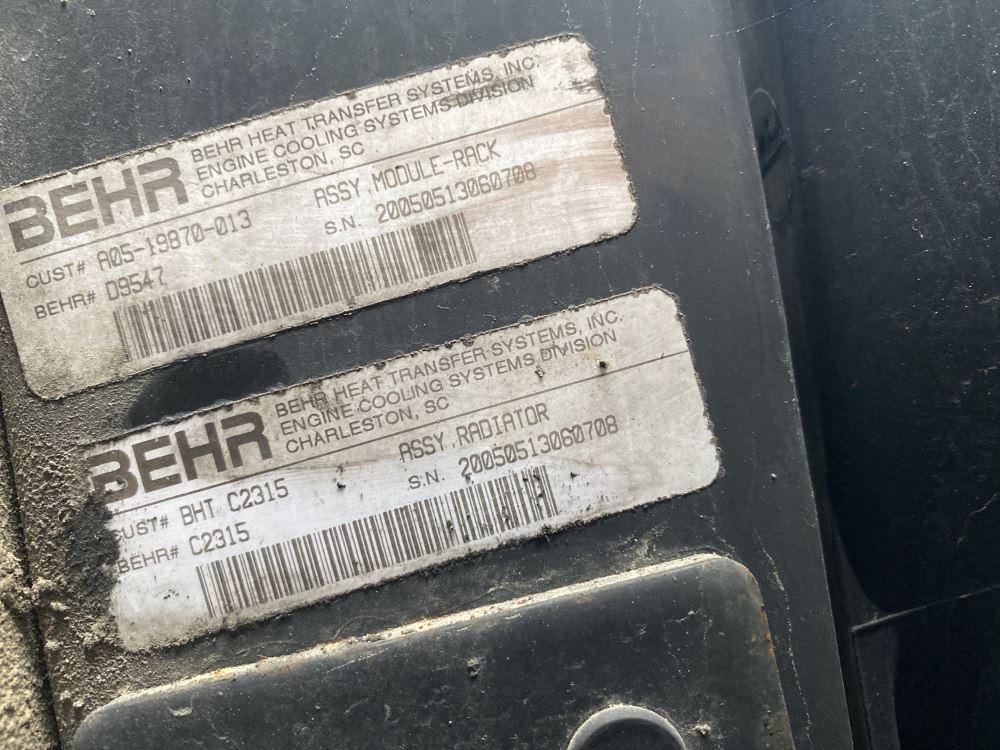 BEHR
BEHR HEAT TRANSFER SYSTEMS, INC.
ENGINE COOLING SYSTEMS DIVISION
CHARLESTON, SC
CUST# A05-19870-013 ASSY MODULE-RACK
BEHR# D9547 S.N. 20050513060708
BEHR
BEHR HEAT TRANSFER SYSTEMS, INC.
ENGINE COOLING SYSTEMS DIVISION
CHARLESTON, SC
CUST# BHT C2315 ASSY RADIATOR
BEHR# C2315 S.N. 20050513060708